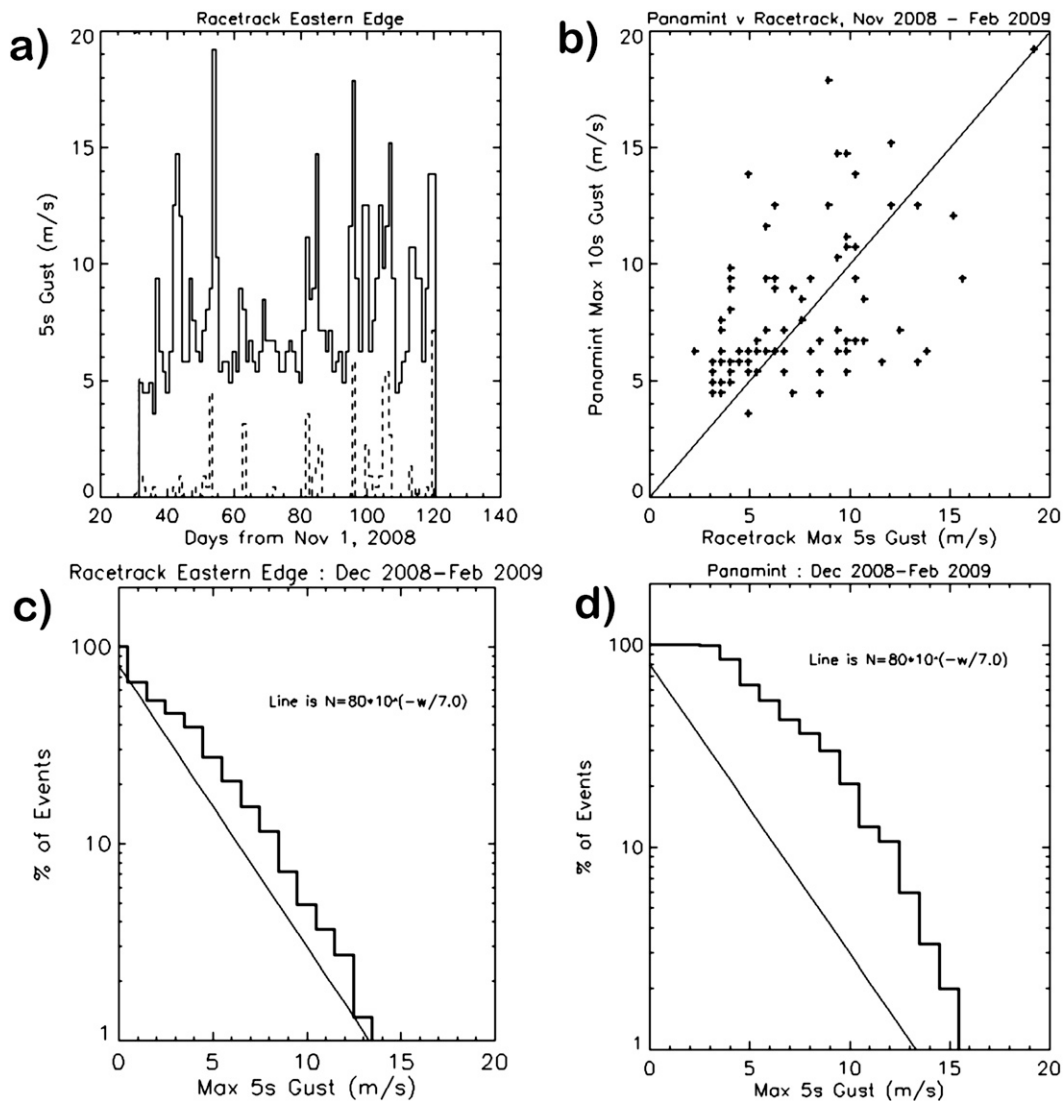 a)
Racetrack Eastern Edge
20
15
10
5
0
5s Gust (m/s)
20 40 60 80 100 120 140
Days from Nov 1, 2008
b)
Panamint v Racetrack, Nov 2008 – Feb 2009
20
15
10
5
0
Panamint Max 10s Gust (m/s)
0 5 10 15 20
Racetrack Max 5s Gust (m/s)
c)
Racetrack Eastern Edge : Dec 2008–Feb 2009
100
10
1
% of Events
Line is N=80*10^(-w/7.0)
0 5 10 15 20
Max 5s Gust (m/s)
d)
Panamint : Dec 2008–Feb 2009
100
10
1
% of Events
Line is N=80*10^(-w/7.0)
0 5 10 15 20
Max 5s Gust (m/s)